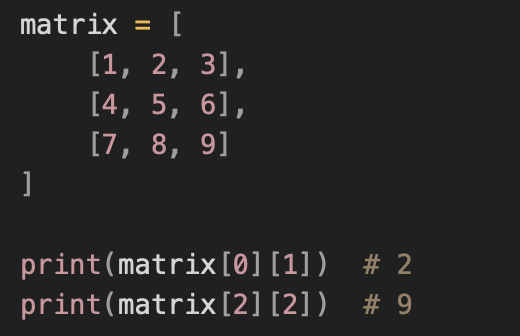 matrix = [
    [1, 2, 3],
    [4, 5, 6],
    [7, 8, 9]
]

print(matrix[0][1])  # 2
print(matrix[2][2])  # 9